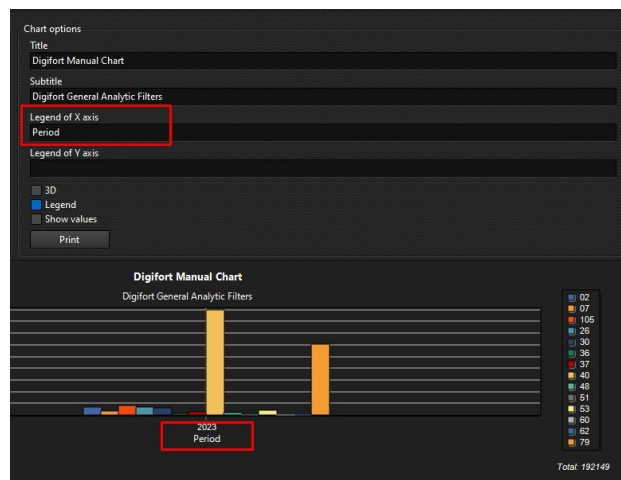 Chart options
Title
Digifort Manual Chart
Subtitle
Digifort General Analytic Filters
Legend of X axis
Period
Legend of Y axis
3D
Legend
Show values
Print
Digifort Manual Chart
Digifort General Analytic Filters
02
07
105
26
30
36
37
40
48
51
53
60
62
79
2023
Period
Total: 192149